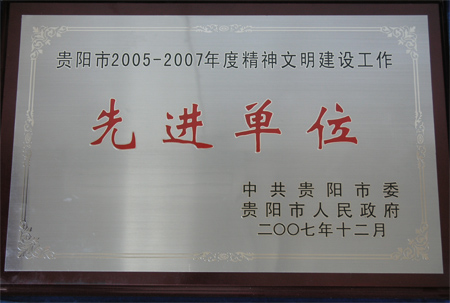 贵阳市2005-2007年度精神文明建设工作
先进单位
中共贵阳市委
贵阳市人民政府
二〇〇七年十二月